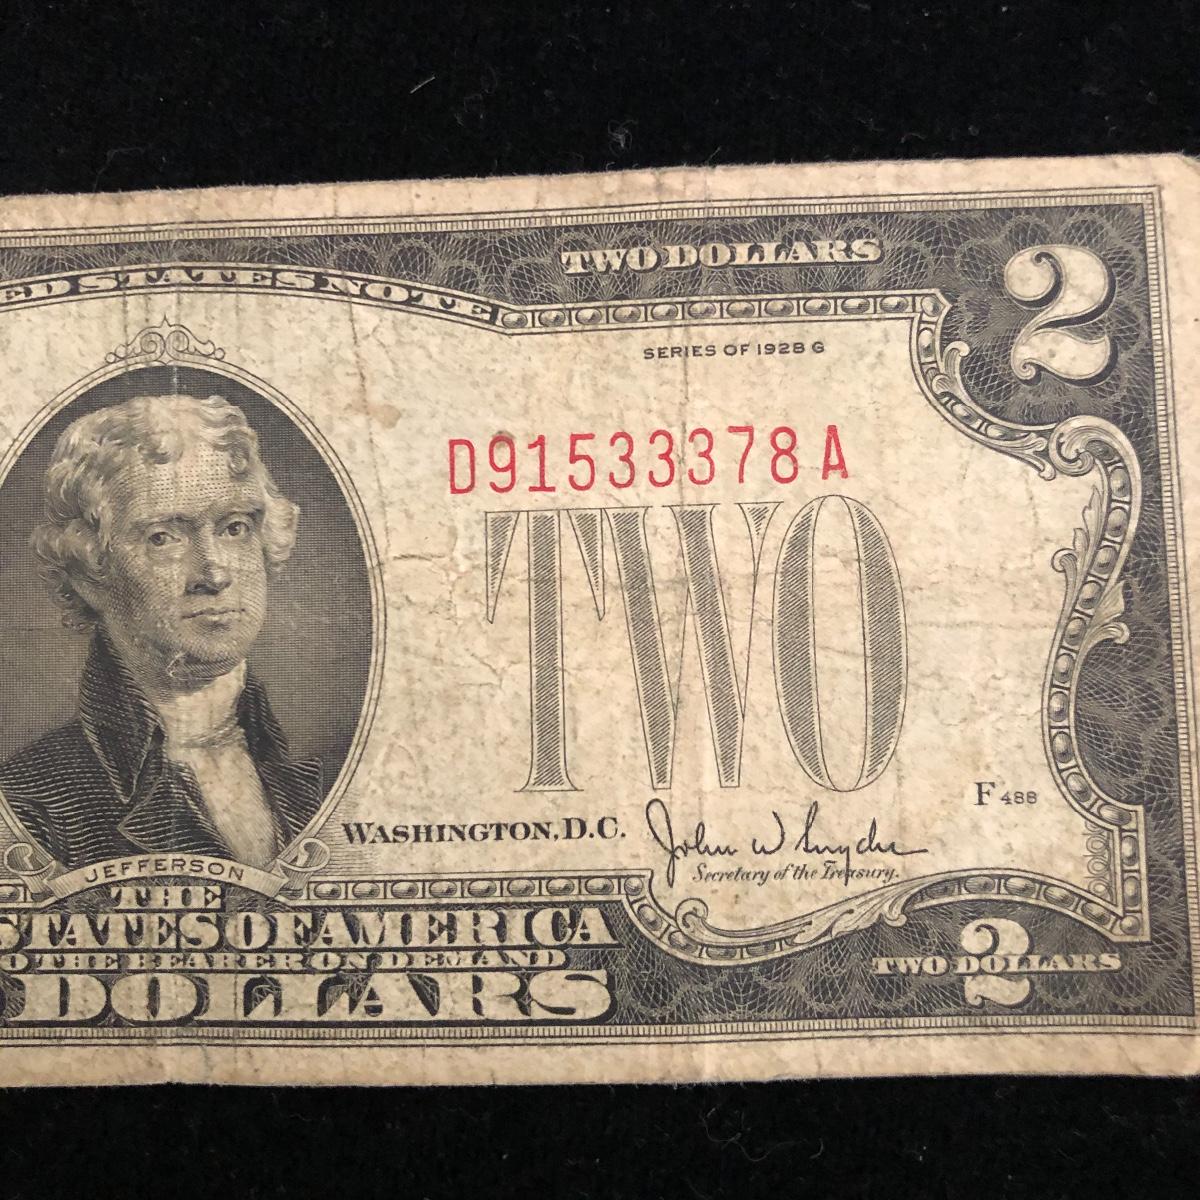 TWO DOLLARS
2
ED STATES NOTE
SERIES OF 1928 G
D91533378A
TWO
F 488
WASHINGTON, D.C.
John W Snyder
Secretary of the Treasury.
JEFFERSON
THE
STATES OF AMERICA
O THE BEARER ON DEMAND
DOLLARS
2
TWO DOLLARS